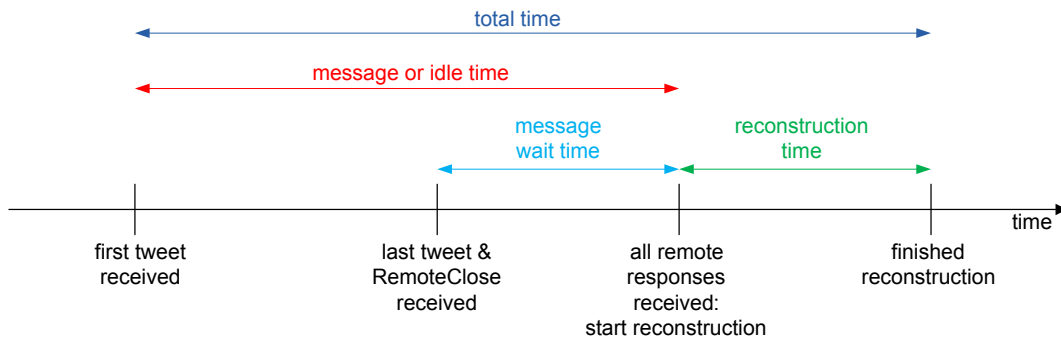 total time
message or idle time
message
wait time
reconstruction
time
time
first tweet
received
last tweet &
RemoteClose
received
all remote
responses
received:
start reconstruction
finished
reconstruction